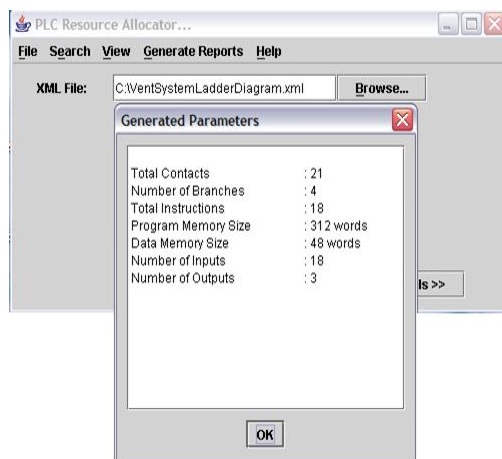 PLC Resource Allocator...
File Search View Generate Reports Help
XML File: C:\VentSystemLadderDiagram.xml Browse...
Generated Parameters
Total Contacts : 21
Number of Branches : 4
Total Instructions : 18
Program Memory Size : 312 words
Data Memory Size : 48 words
Number of Inputs : 18
Number of Outputs : 3
ls >>
OK